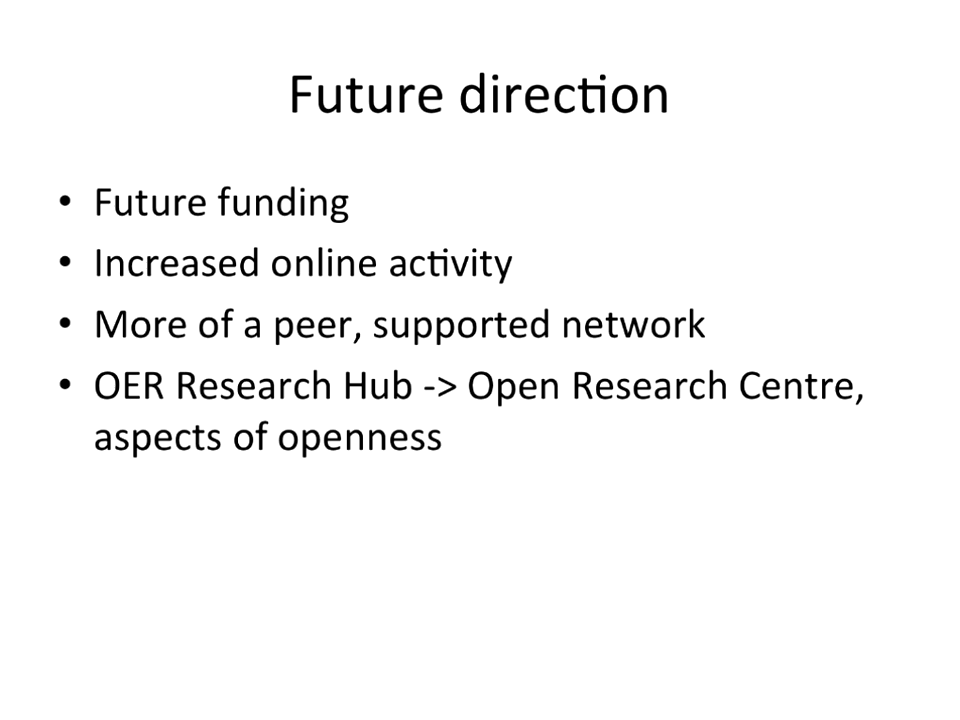 Future direction
• Future funding
• Increased online activity
• More of a peer, supported network
• OER Research Hub -> Open Research Centre,
aspects of openness